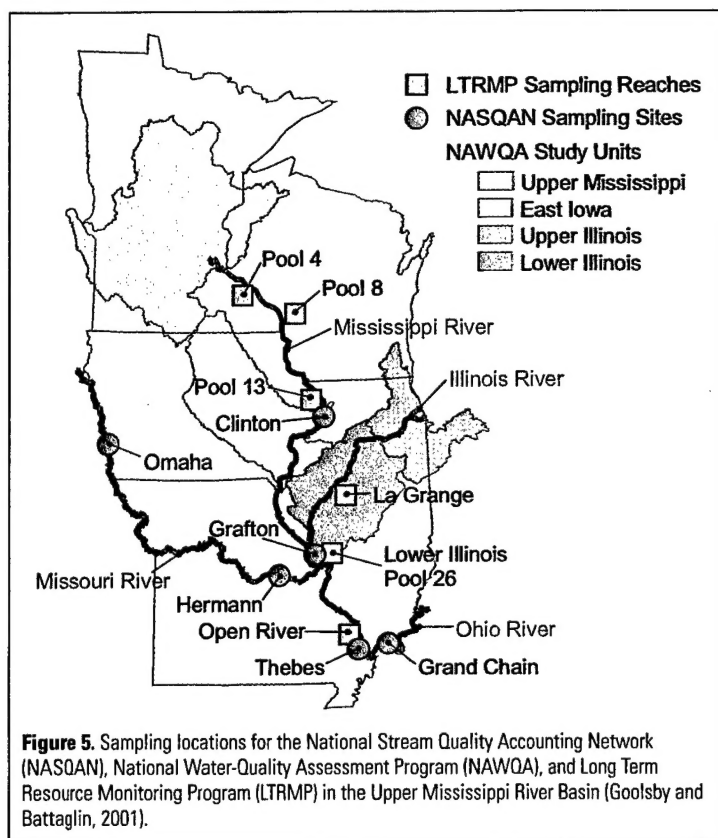 LTRMP Sampling Reaches
NASQAN Sampling Sites
NAWQA Study Units
Upper Mississippi
East Iowa
Upper Illinois
Lower Illinois
Pool 4
Pool 8
Mississippi River
Pool 13
Illinois River
Clinton
Omaha
La Grange
Grafton
Lower Illinois
Pool 26
Missouri River
Hermann
Open River
Ohio River
Thebes
Grand Chain
Figure 5. Sampling locations for the National Stream Quality Accounting Network
(NASQAN), National Water-Quality Assessment Program (NAWQA), and Long Term
Resource Monitoring Program (LTRMP) in the Upper Mississippi River Basin (Goolsby and
Battaglin, 2001).